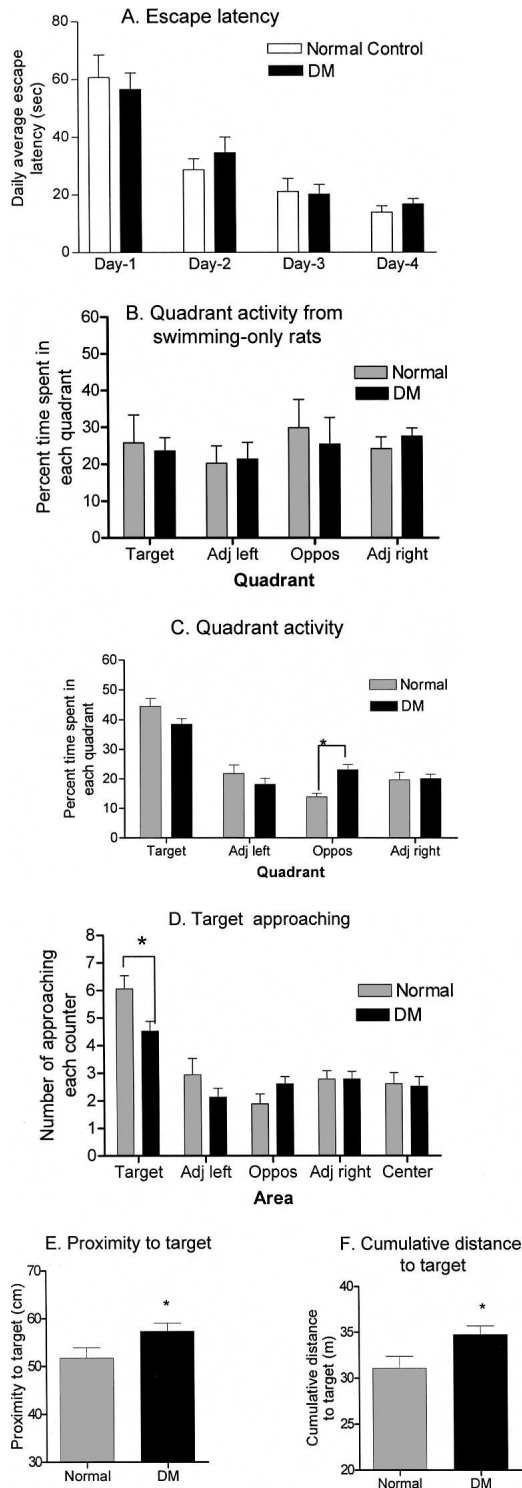 A. Escape latency
Daily average escape
latency (sec)
80
60
40
20
0
Normal Control
DM
Day-1
Day-2
Day-3
Day-4
B. Quadrant activity from
swimming-only rats
Percent time spent in
each quadrant
60
50
40
30
20
10
0
Normal
DM
Target
Adj left
Oppos
Adj right
Quadrant
C. Quadrant activity
Percent time spent in
each quadrant
60
50
40
30
20
10
0
Normal
DM
*
Target
Adj left
Oppos
Adj right
Quadrant
D. Target approaching
Number of approaching
each counter
8
7
6
5
4
3
2
1
0
*
Normal
DM
Target
Adj left
Oppos
Adj right
Center
Area
E. Proximity to target
Proximity to target (cm)
70
60
50
40
30
*
Normal
DM
F. Cumulative distance
to target
Cumulative distance
to target (m)
40
35
30
25
20
*
Normal
DM